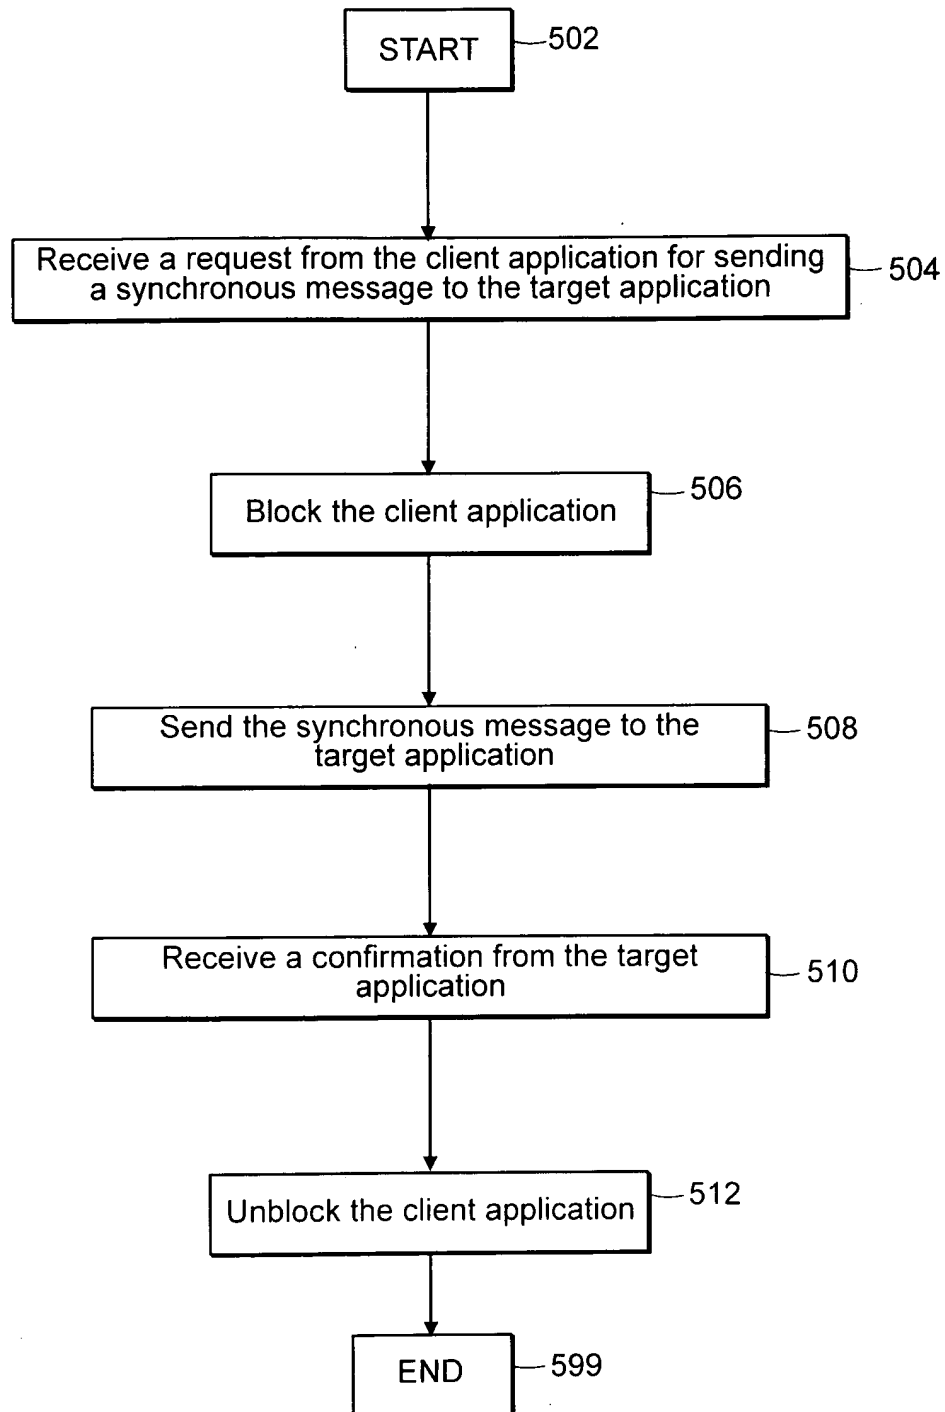 START
502
Receive a request from the client application for sending
a synchronous message to the target application
504
Block the client application
506
Send the synchronous message to the
target application
508
Receive a confirmation from the target
application
510
Unblock the client application
512
END
599